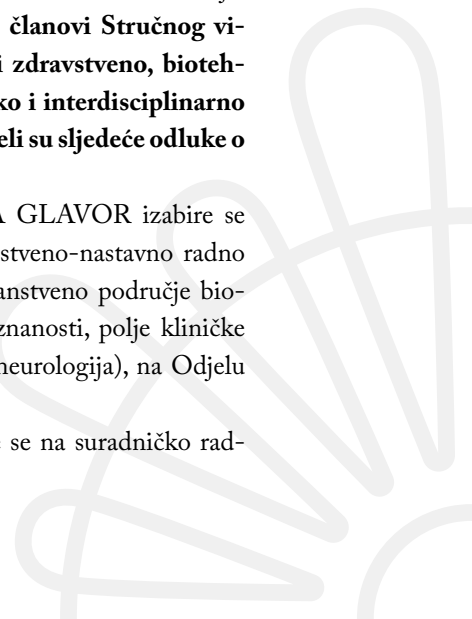 članovi Stručnog vi-
i zdravstveno, bioteh-
ko i interdisciplinarno
eli su sljedeće odluke o
GLAVOR izabire se
stveno-nastavno radno
anstveno područje bio-
znanosti, polje kliničke
neurologija), na Odjelu
se na suradničko rad-